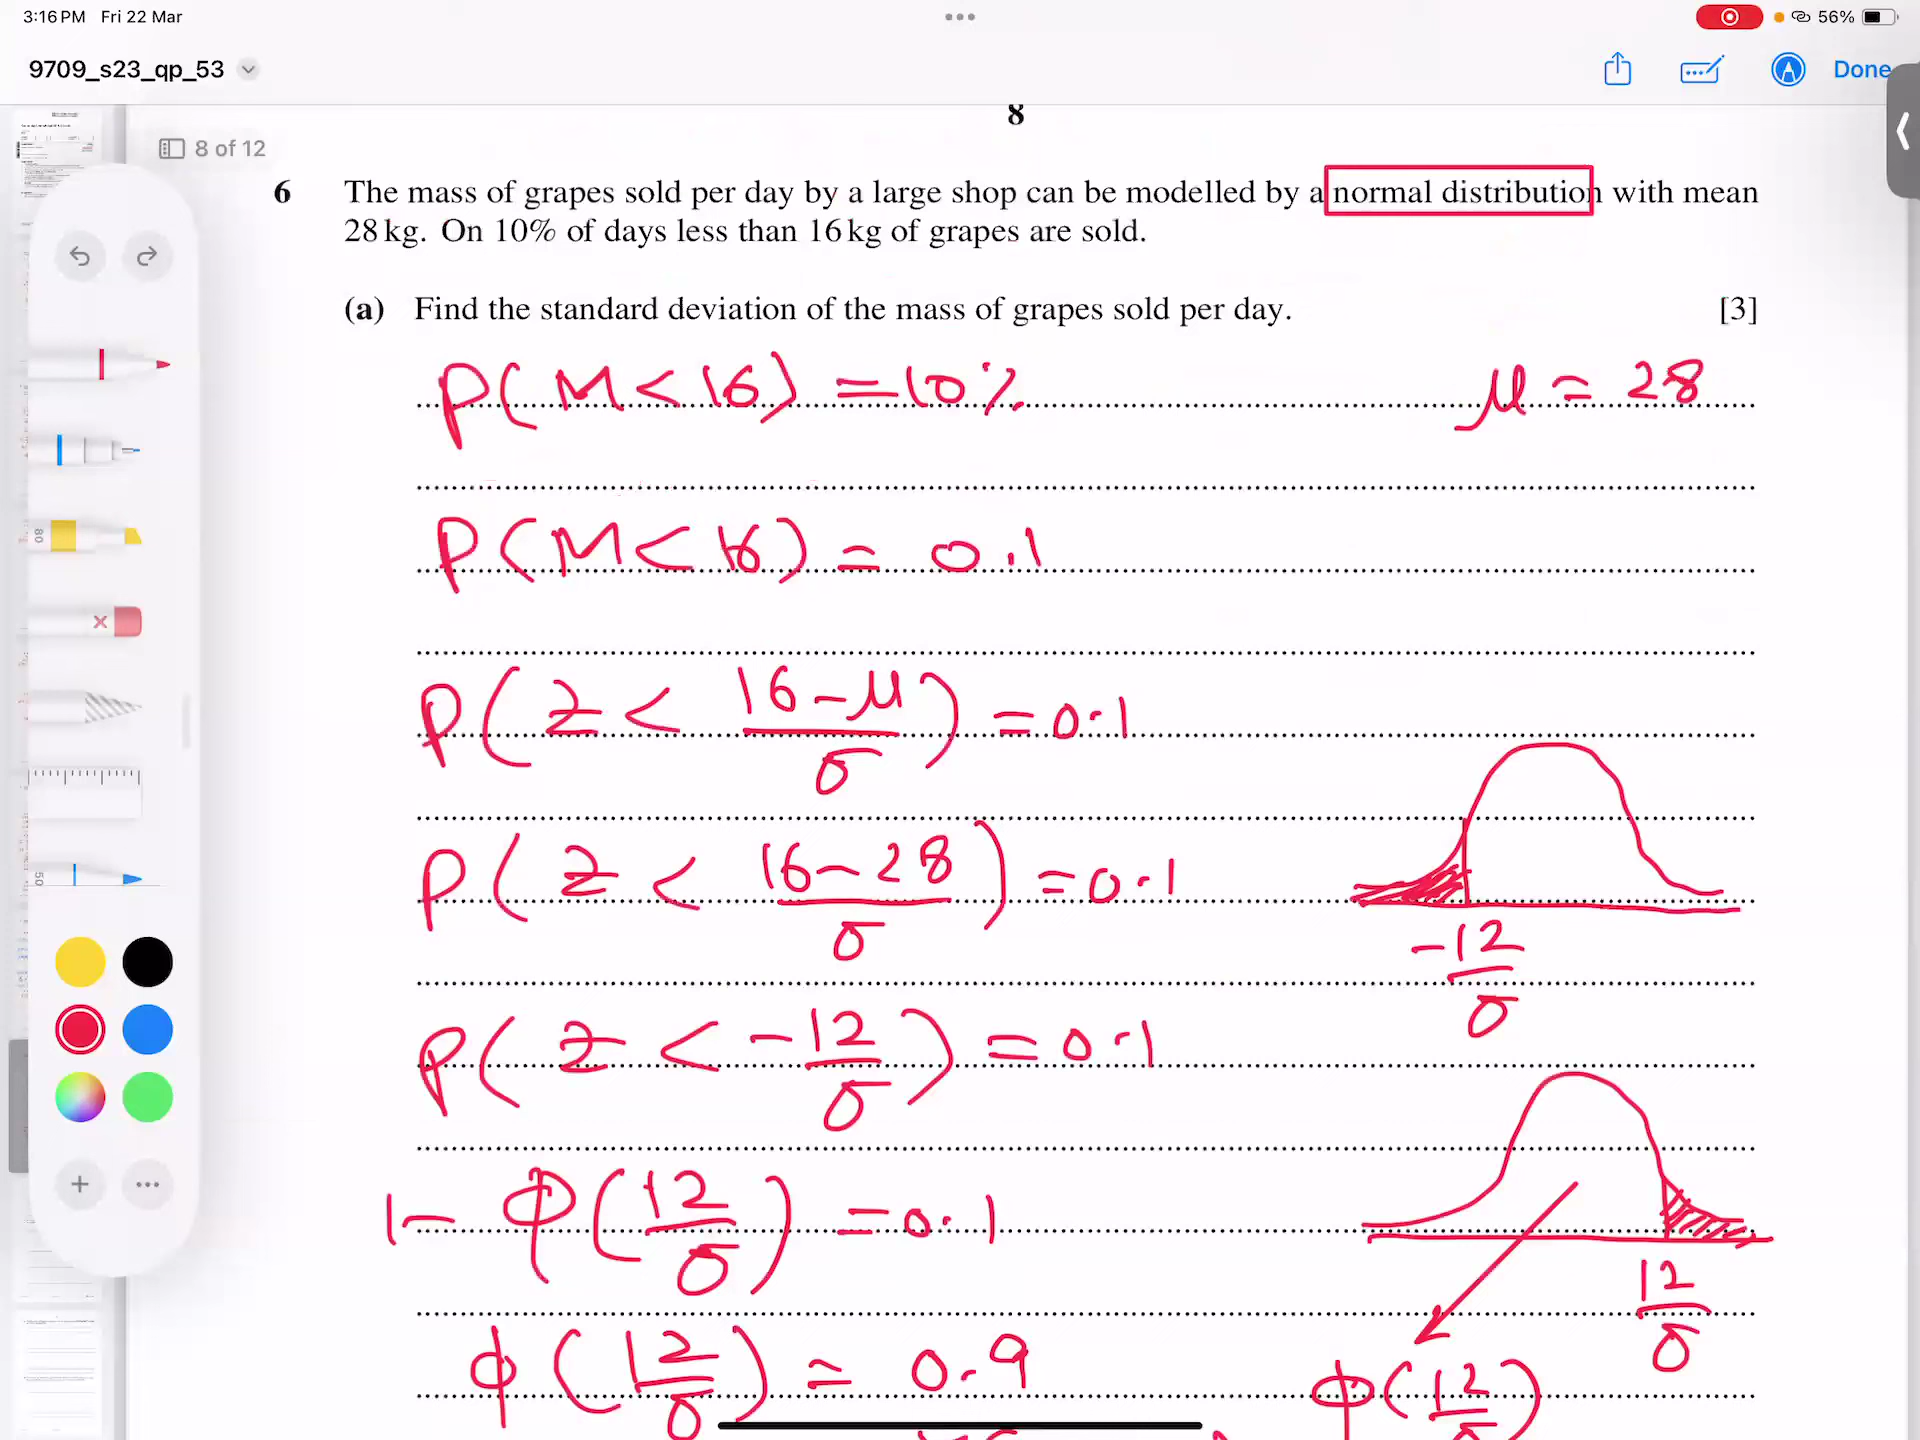 3:16 PM Fri 22 Mar
56%
9709_s23_qp_53
Done
8
8 of 12
6 The mass of grapes sold per day by a large shop can be modelled by a normal distribution with mean
28 kg. On 10% of days less than 16 kg of grapes are sold.
(a) Find the standard deviation of the mass of grapes sold per day. [3]
P(M < 16) = 10% μ = 28
P(M < 16) = 0.1
P(Z < (16 − μ)/σ) = 0.1
P(Z < (16 − 28)/σ) = 0.1
−12/σ
P(Z < −12/σ) = 0.1
1 − Φ(12/σ) = 0.1
12/σ
Φ(12/σ) = 0.9
Φ(12/σ)
80
50